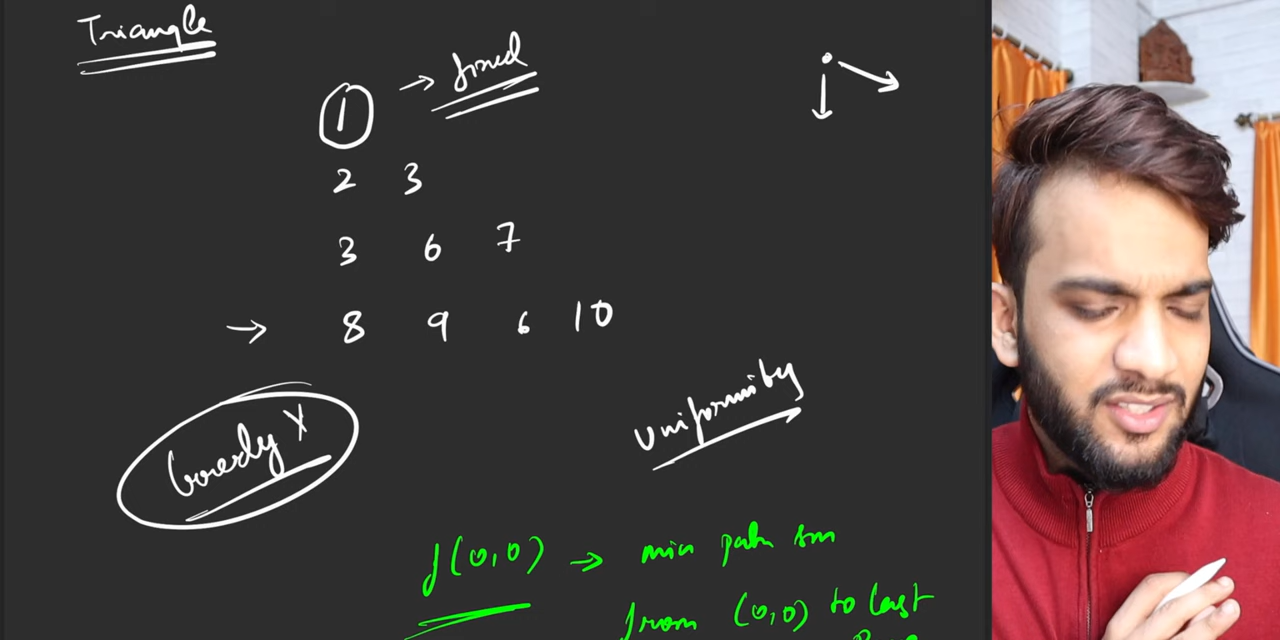 Triangle
1 → fixed
2 3
3 6 7
→ 8 9 6 10
Greedy X
Uniformity
f(0,0) → min path sum
from (0,0) to last